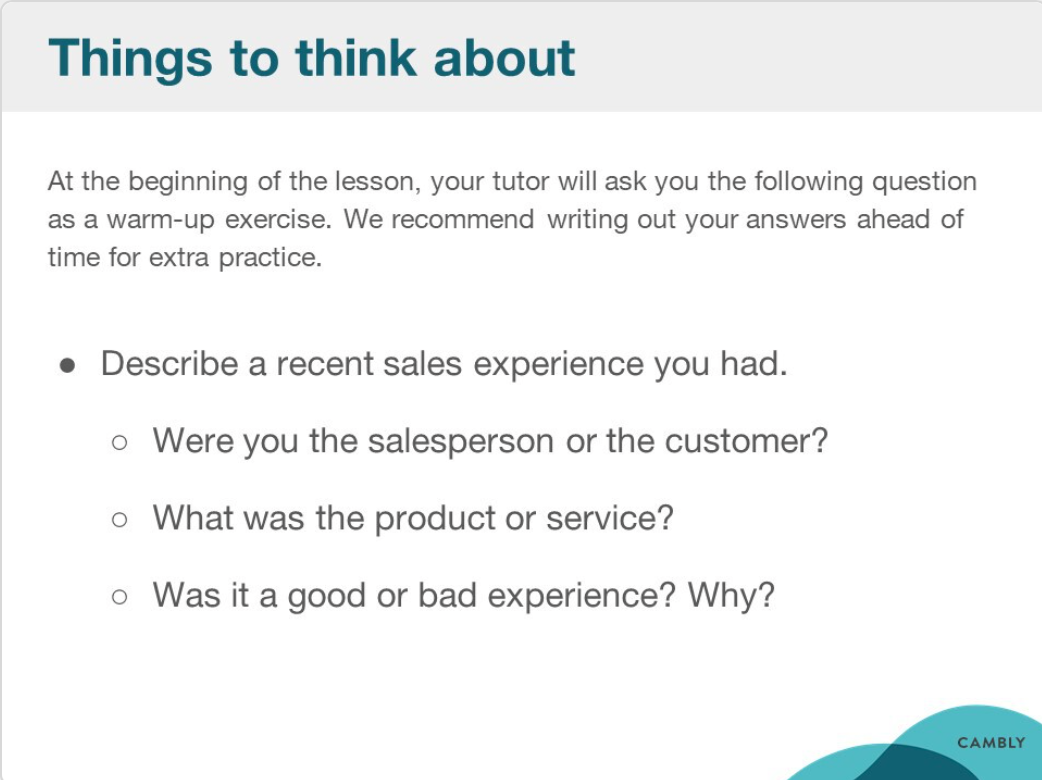 Things to think about
At the beginning of the lesson, your tutor will ask you the following question
as a warm-up exercise. We recommend writing out your answers ahead of
time for extra practice.
● Describe a recent sales experience you had.
○ Were you the salesperson or the customer?
○ What was the product or service?
○ Was it a good or bad experience? Why?
CAMBLY